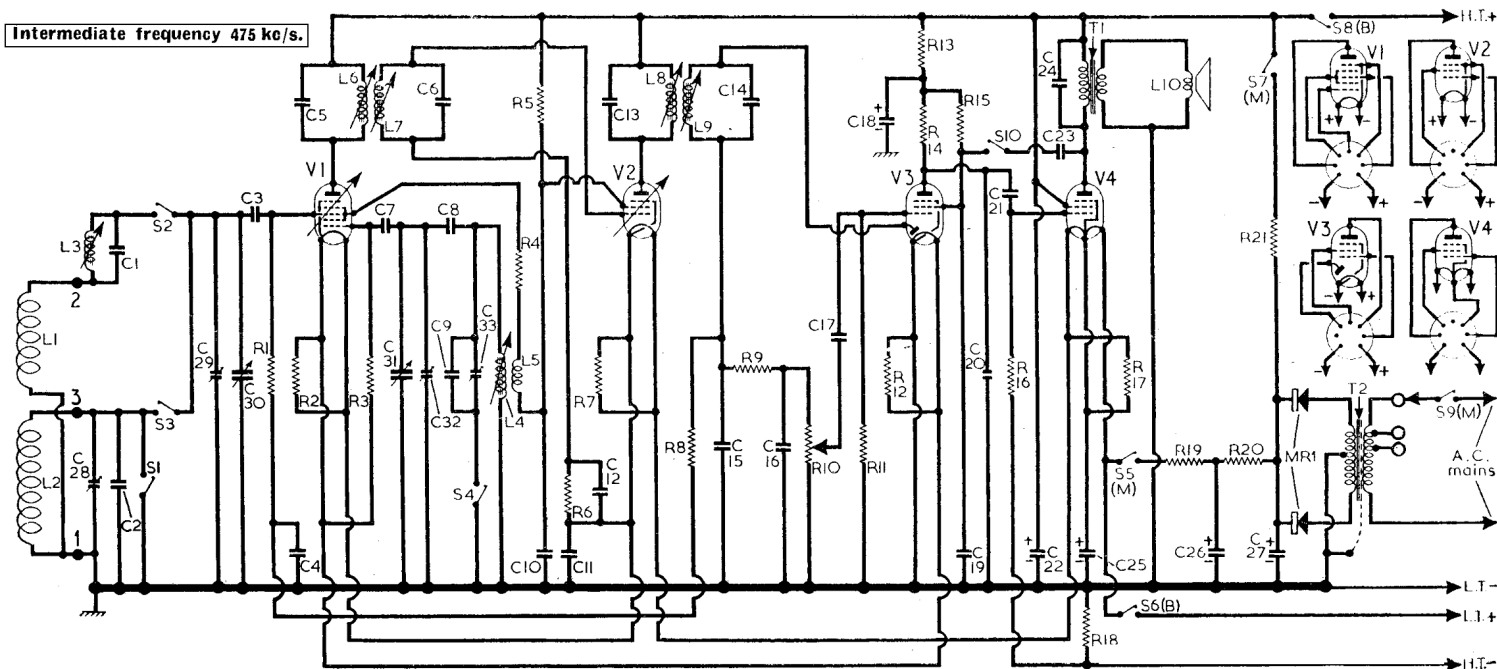 Intermediate frequency 475 kc/s.
H.T.+
S8(B)
T1
V1
V2
R13
C24
L10
S7(M)
L6
C5
C6
L7
R5
L8
C13
C14
L9
R15
C18
R14
S10
C23
V1
V2
V3
V4
C21
C3
C7
C8
S2
L3
C1
R4
R21
V3
V4
2
L1
C29
C30
R1
R2
R3
C31
C32
C9
C33
L4
L5
R7
C17
R9
R12
C20
R16
R17
T2
S9(M)
3
S3
L2
C28
C2
S1
S4
C12
R6
R8
C15
C16
R10
R11
S5(M)
R19
R20
MR1
A.C. mains
1
C4
C10
C11
C19
C22
C25
C26
C27
L.T.-
S6(B)
L.T.+
R18
H.T.-